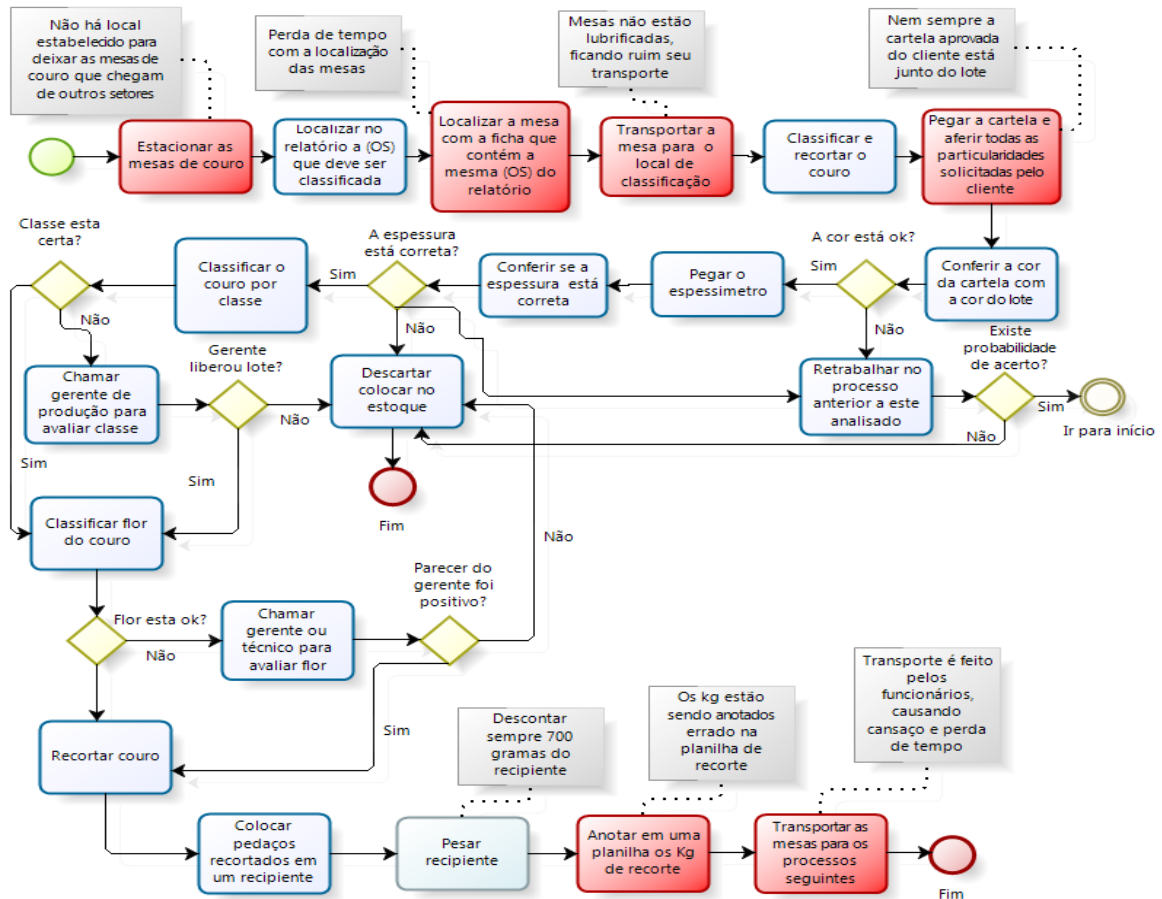 Não há local
estabelecido para
deixar as mesas de
couro que chegam
de outros setores
Perda de tempo
com a localização
das mesas
Mesas não estão
lubrificadas,
ficando ruim seu
transporte
Nem sempre a
cartela aprovada
do cliente está
junto do lote
Estacionar as
mesas de couro
Localizar no
relatório a (OS)
que deve ser
classificada
Localizar a mesa
com a ficha que
contém a
mesma (OS) do
relatório
Transportar a
mesa para o
local de
classificação
Classificar e
recortar o
couro
Pegar a cartela e
aferir todas as
particularidades
solicitadas pelo
cliente
Classe esta
certa?
Classificar o
couro por
classe
Sim
A espessura
está correta?
Conferir se a
espessura está
correta
Pegar o
espessimetro
Sim
A cor está ok?
Conferir a cor
da cartela com
a cor do lote
Não
Não
Não
Existe
probabilidade
de acerto?
Chamar
gerente de
produção para
avaliar classe
Gerente
liberou lote?
Não
Descartar
colocar no
estoque
Retrabalhar no
processo
anterior a este
analisado
Sim
Não
Ir para início
Sim
Sim
Classificar flor
do couro
Fim
Não
Flor esta ok?
Não
Chamar
gerente ou
técnico para
avaliar flor
Parecer do
gerente foi
positivo?
Sim
Recortar couro
Descontar
sempre 700
gramas do
recipiente
Os kg estão
sendo anotados
errado na
planilha de
recorte
Transporte é feito
pelos
funcionários,
causando
cansaço e perda
de tempo
Colocar
pedaços
recortados em
um recipiente
Pesar
recipiente
Anotar em uma
planilha os Kg
de recorte
Transportar as
mesas para os
processos
seguintes
Fim